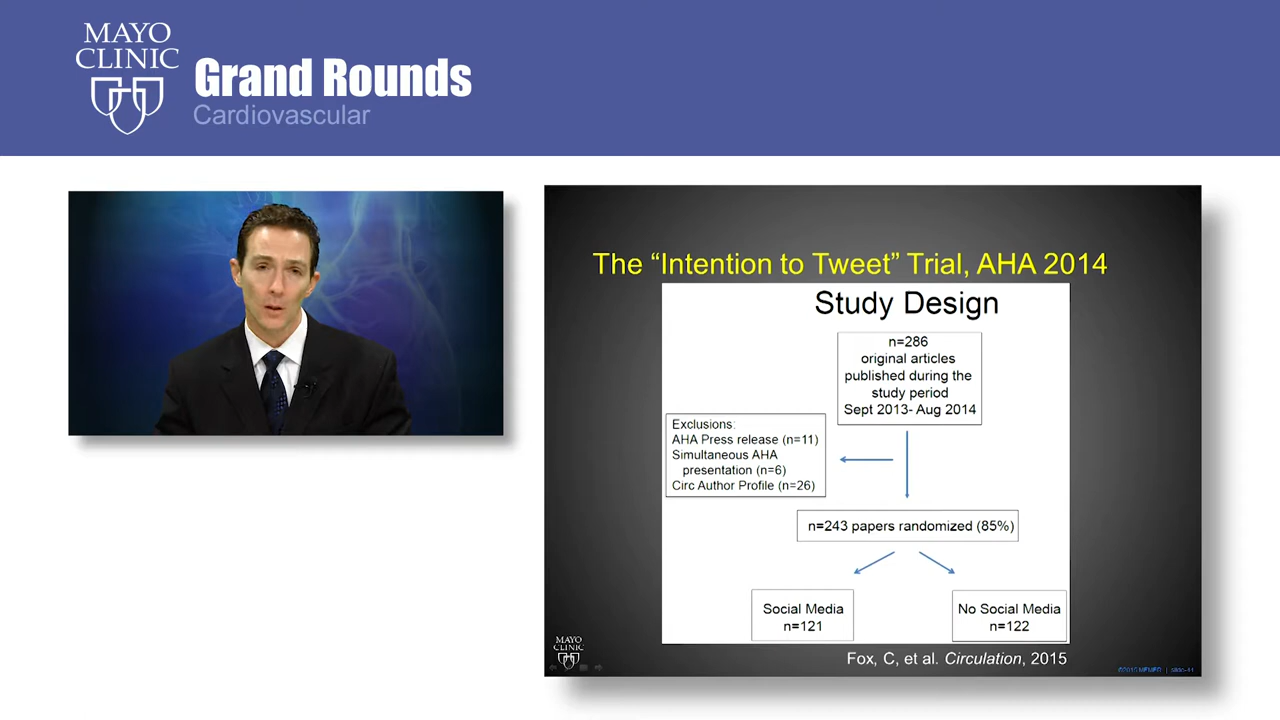 MAYO
CLINIC
Grand Rounds
Cardiovascular
The “Intention to Tweet” Trial, AHA 2014
Study Design
n=286
original articles
published during the
study period
Sept 2013- Aug 2014
Exclusions:
AHA Press release (n=11)
Simultaneous AHA
presentation (n=6)
Circ Author Profile (n=26)
n=243 papers randomized (85%)
Social Media
n=121
No Social Media
n=122
Fox, C, et al. Circulation, 2015
MAYO
CLINIC